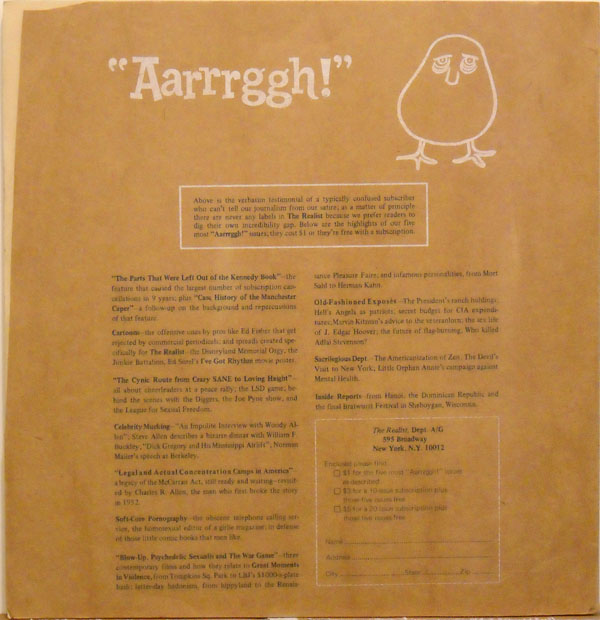 “Aarrrggh!”
Above is the verbatim testimonial of a typically confused subscriber
who can't tell our journalism from our satire; as a matter of principle
there are never any labels in The Realist because we prefer readers to
dig their own incredibility gap. Below are the highlights of our five
most "Aarrrggh!" issues; they cost $1 or they're free with a subscription.
"The Parts That Were Left Out of the Kennedy Book"—the
feature that caused the largest number of subscription can-
cellations in 9 years; plus "Case History of the Manchester
Caper"—a follow-up on the background and repercussions
of that feature.
Cartoons—the offensive ones by pros like Ed Fisher that get
rejected by commercial periodicals; and spreads created spe-
cifically for The Realist—the Disneyland Memorial Orgy, the
Jackie Battalion, Ed Sorel's I've Got Rhythm movie poster.
"The Cynic Route from Crazy SANE to Loving Haight"—
all about cheerleaders at a peace rally; the LSD game; be-
hind the scenes with the Diggers, the Joe Pyne show, and
the League for Sexual Freedom.
Celebrity Mucking—"An Impolite Interview with Woody Al-
len"; Steve Allen describes a bizarre dinner with William F.
Buckley; "Dick Gregory and His Mississippi Airlift"; Norman
Mailer's speech at Berkeley.
"Legal and Actual Concentration Camps in America"—
a legacy of the McCarran Act, still ready and waiting—revisit-
ed by Charles R. Allen, the man who first broke the story
in 1952.
Soft-Core Pornography—the obscene telephone calling ser-
vice, the homosexual editor of a girlie magazine; in defense of
those little comic books that men like.
"Blow-Up, Psychedelic Sexualis and The War Game"—three
contemporary films and how they relate to Great Moments
in Violence, from Tompkins Sq. Park to LBJ's $1000-a-plate
bash; latter-day hedonism, from hippyland to the Renais-
sance Pleasure Faire; and infamous personalities, from Mort
Sahl to Herman Kahn.
Old-Fashioned Exposés—The President's ranch holdings;
Hell's Angels as patriots; secret budget for CIA expendi-
tures; Martin Kitman's advice to the veteranborn; the sex life
of J. Edgar Hoover; the future of flag-burning; Who killed
Adlai Stevenson?
Sacrilegious Dept.—The Americanization of Zen; The Devil's
Visit to New York; Little Orphan Annie's campaign against
Mental Health.
Inside Reports—from Hanoi, the Dominican Republic and
the final Bratwurst Festival in Sheboygan, Wisconsin.
The Realist, Dept. A/G
595 Broadway
New York, N.Y. 10012
Enclosed please find:
$1 for the five most "Aarrrggh!" issues
as described
$3 for a 10-issue subscription plus
those five issues free
$5 for a 20-issue subscription plus
those five issues free
Name
Address
City State Zip